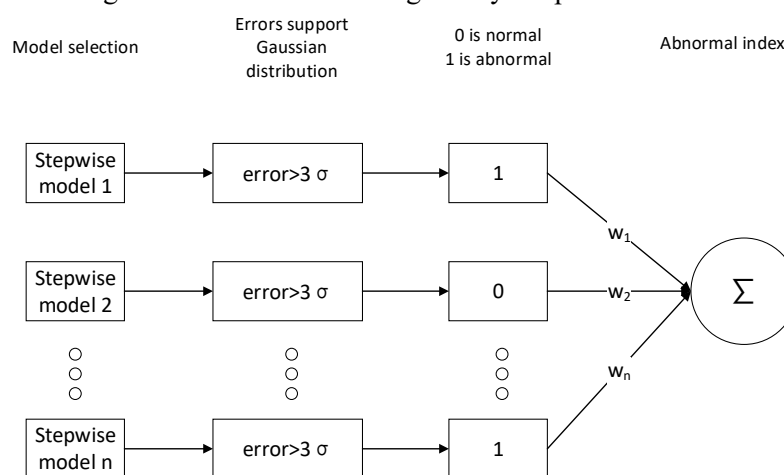 Model selection
Errors support
Gaussian
distribution
0 is normal
1 is abnormal
Abnormal index
Stepwise
model 1
error>3 σ
1
w₁
Stepwise
model 2
error>3 σ
0
w₂
Σ
Stepwise
model n
error>3 σ
1
wₙ